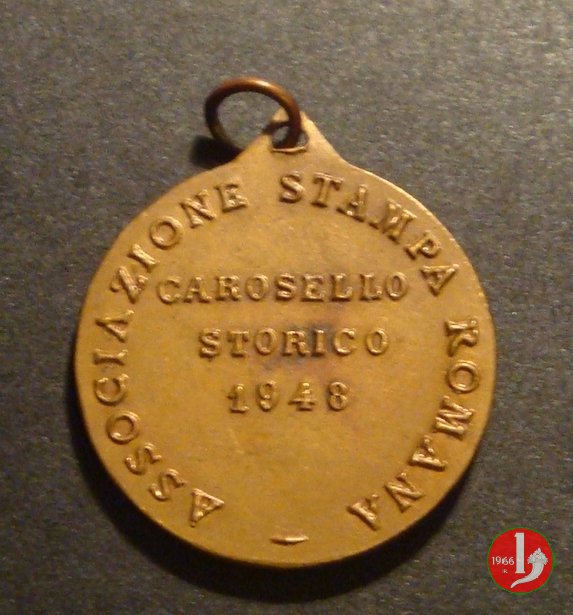 ASSOCIAZIONE STAMPA ROMANA
CAROSELLO
STORICO
1948
1966